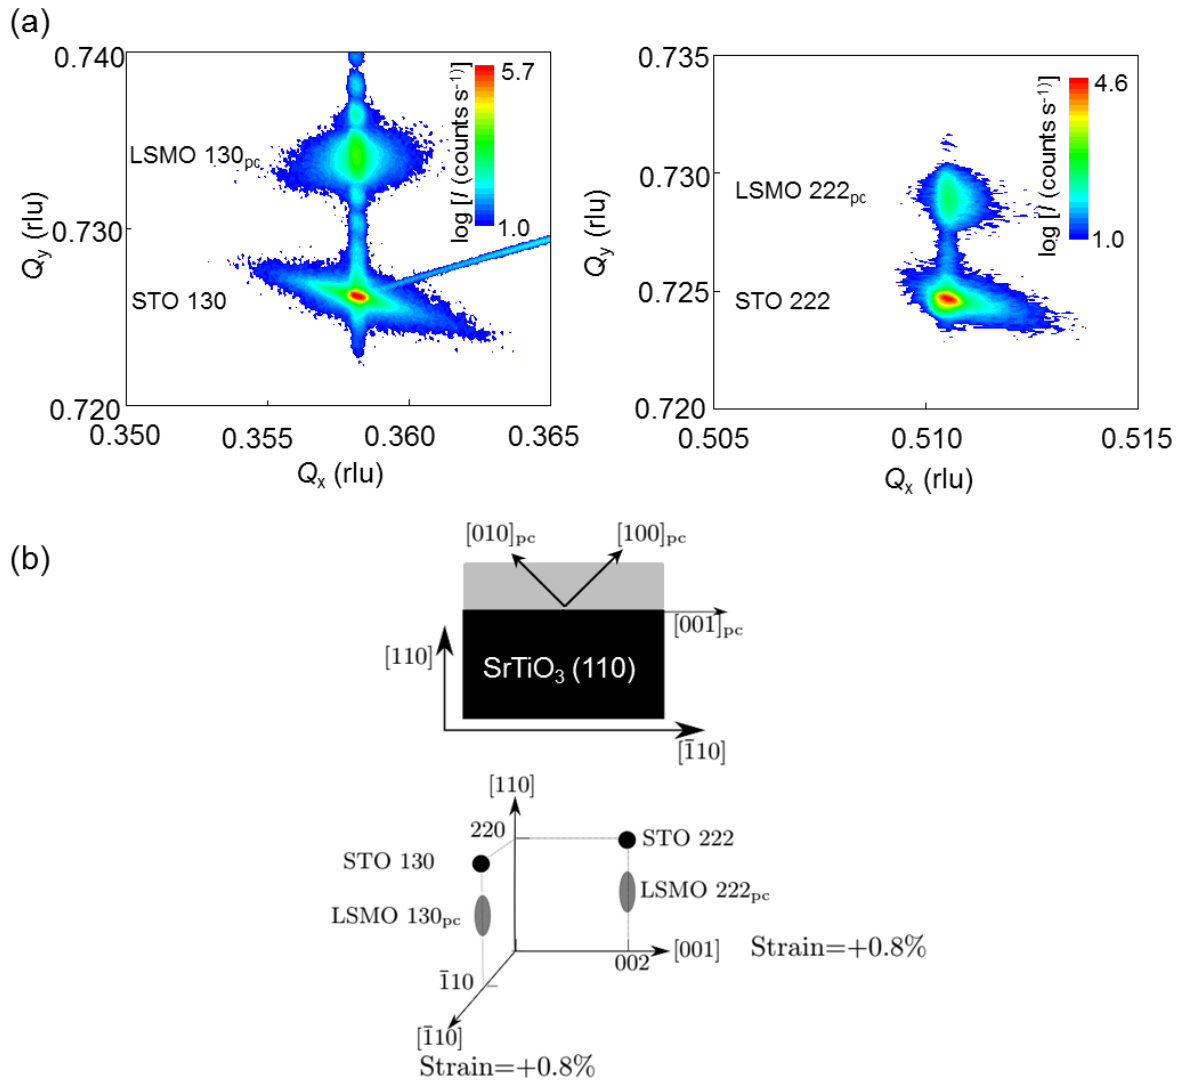 (a)
0.740
0.730
0.720
0.350
0.355
0.360
0.365
Qₓ (rlu)
Q_y (rlu)
LSMO 130pc
STO 130
5.7
1.0
log [I (counts s⁻¹)]
0.735
0.730
0.725
0.720
0.505
0.510
0.515
Qₓ (rlu)
Q_y (rlu)
LSMO 222pc
STO 222
4.6
1.0
log [I (counts s⁻¹)]
(b)
[010]pc
[100]pc
[001]pc
[110]
SrTiO₃ (110)
[1̄10]
[110]
220
STO 222
STO 130
LSMO 222pc
LSMO 130pc
[001]
002
Strain=+0.8%
1̄10
[1̄10]
Strain=+0.8%